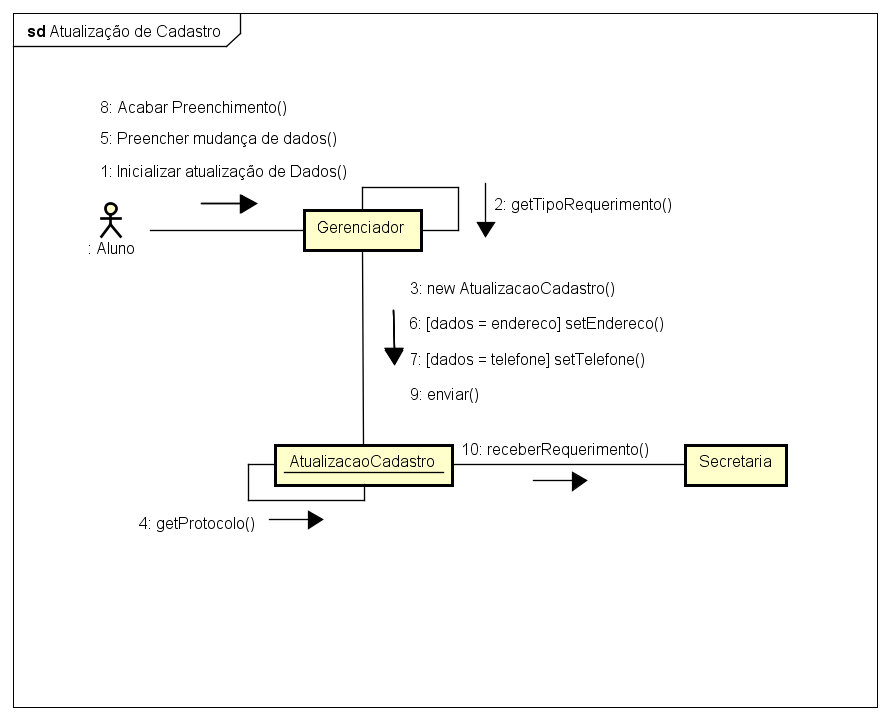 sd Atualização de Cadastro
8: Acabar Preenchimento()
5: Preencher mudança de dados()
1: Inicializar atualização de Dados()
2: getTipoRequerimento()
Gerenciador
: Aluno
3: new AtualizacaoCadastro()
6: [dados = endereco] setEndereco()
7: [dados = telefone] setTelefone()
9: enviar()
AtualizacaoCadastro
10: receberRequerimento()
Secretaria
4: getProtocolo()